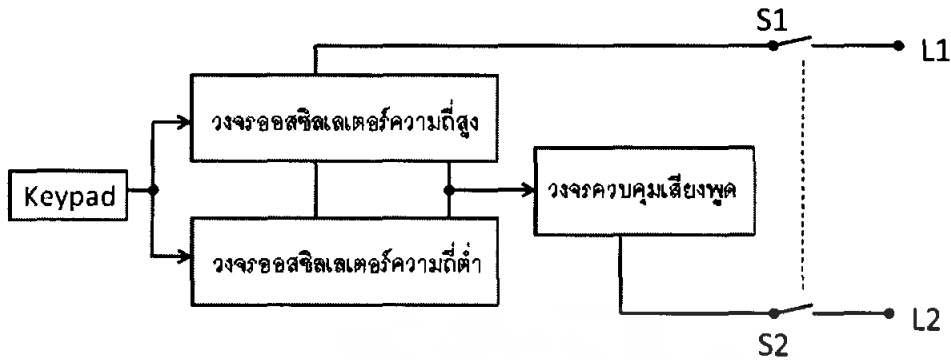 S1
L1
วงจรออสซิลเลเตอร์ความถี่สูง
Keypad
วงจรควบคุมเสียงพูด
วงจรออสซิลเลเตอร์ความถี่ต่ำ
L2
S2